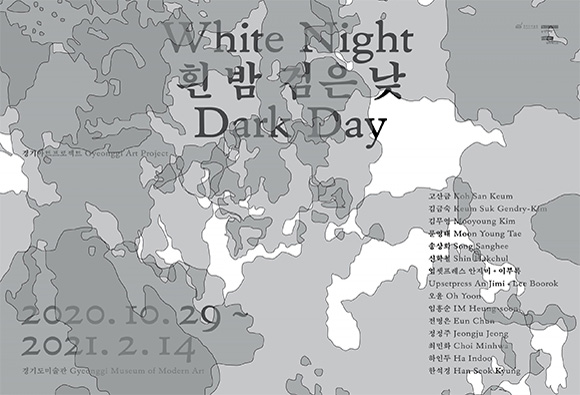 White Night
흰 밤 검은 낮
Dark Day
경기아트프로젝트 Gyeonggi Art Project
고산금 Koh San Keum
김금숙 Keum Suk Gendry-Kim
김무영 Mooyoung Kim
문영태 Moon Young Tae
송상희 Song Sanghee
신학철 Shin Hakchul
업셋프레스 안지미+이부록
Upsetpress An Jimi + Lee Boorok
오윤 Oh Yoon
임흥순 IM Heung-soon
전명은 Eun Chun
정정주 Jeongju Jeong
최민화 Choi Minhwa
하인두 Ha Indoo
한석경 Han Seok Kyung
2020. 10. 29 ~
2021. 2. 14
경기도미술관 Gyeonggi Museum of Modern Art